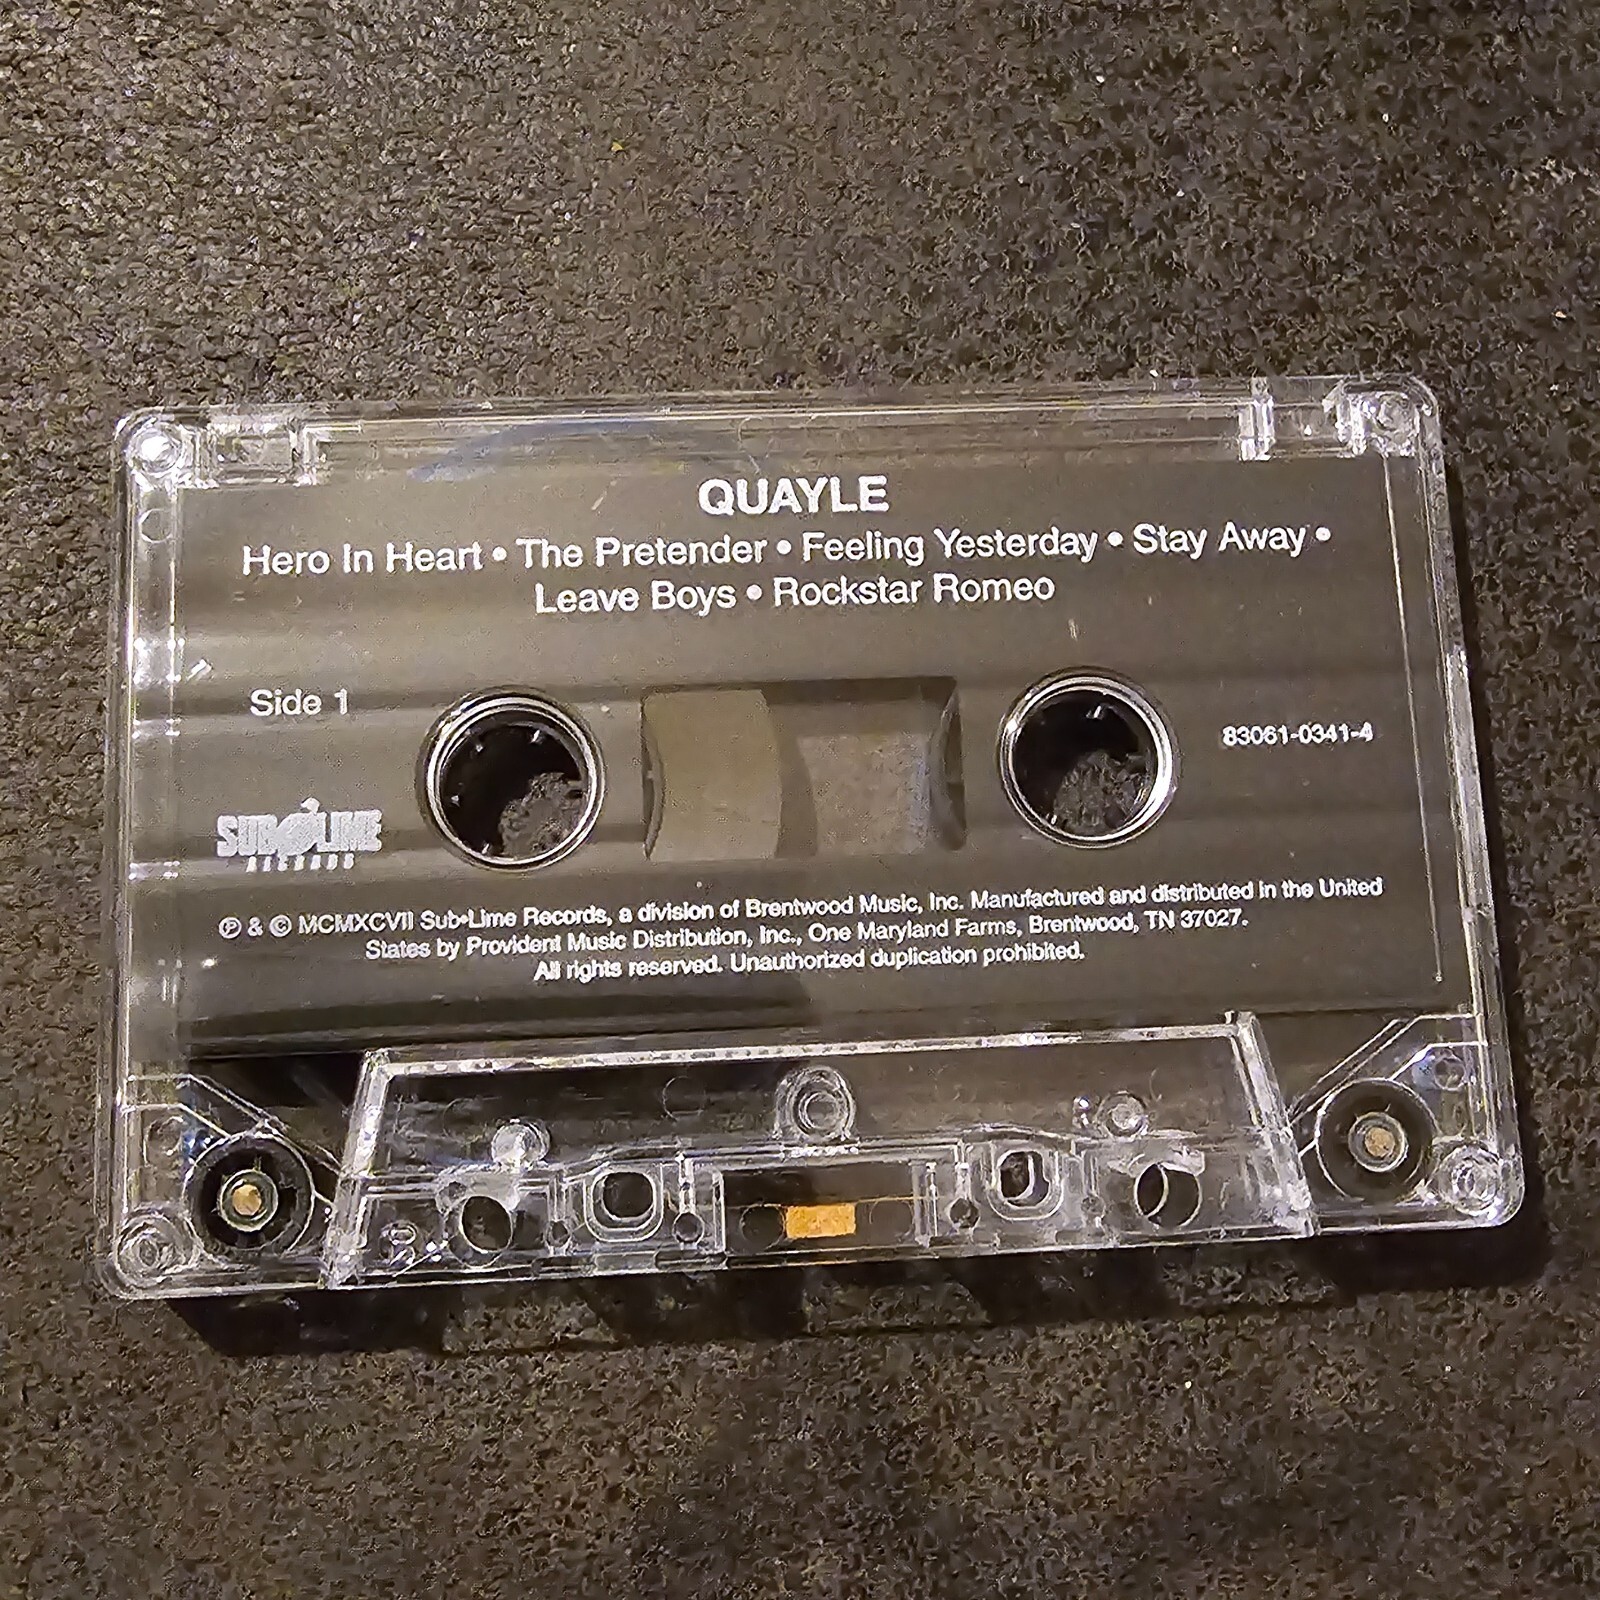 QUAYLE
Hero In Heart • The Pretender • Feeling Yesterday • Stay Away •
Leave Boys • Rockstar Romeo
Side 1
83061-0341-4
SUB LIME
RECORDS
℗ & © MCMXCVII Sub•Lime Records, a division of Brentwood Music, Inc. Manufactured and distributed in the United
States by Provident Music Distribution, Inc., One Maryland Farms, Brentwood, TN 37027.
All rights reserved. Unauthorized duplication prohibited.